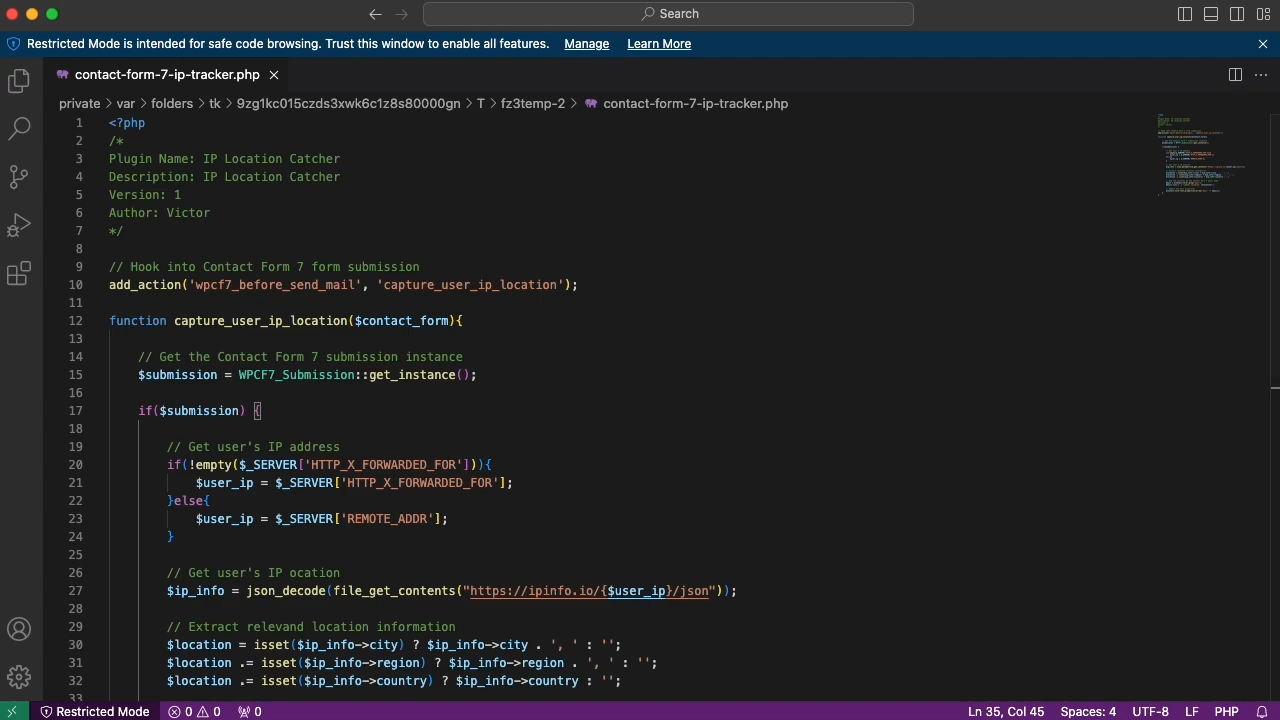 Search
Restricted Mode is intended for safe code browsing. Trust this window to enable all features. Manage Learn More
contact-form-7-ip-tracker.php
private > var > folders > tk > 9zg1kc015czds3xwk6c1z8s80000gn > T > fz3temp-2 > contact-form-7-ip-tracker.php
1 <?php
2 /*
3 Plugin Name: IP Location Catcher
4 Description: IP Location Catcher
5 Version: 1
6 Author: Victor
7 */
8
9 // Hook into Contact Form 7 form submission
10 add_action('wpcf7_before_send_mail', 'capture_user_ip_location');
11
12 function capture_user_ip_location($contact_form){
13
14 // Get the Contact Form 7 submission instance
15 $submission = WPCF7_Submission::get_instance();
16
17 if($submission) {
18
19 // Get user's IP address
20 if(!empty($_SERVER['HTTP_X_FORWARDED_FOR'])){
21 $user_ip = $_SERVER['HTTP_X_FORWARDED_FOR'];
22 }else{
23 $user_ip = $_SERVER['REMOTE_ADDR'];
24 }
25
26 // Get user's IP ocation
27 $ip_info = json_decode(file_get_contents("https://ipinfo.io/{$user_ip}/json"));
28
29 // Extract relevand location information
30 $location = isset($ip_info->city) ? $ip_info->city . ', ' : '';
31 $location .= isset($ip_info->region) ? $ip_info->region . ', ' : '';
32 $location .= isset($ip_info->country) ? $ip_info->country : '';
33
Restricted Mode 0 0 0 Ln 35, Col 45 Spaces: 4 UTF-8 LF PHP